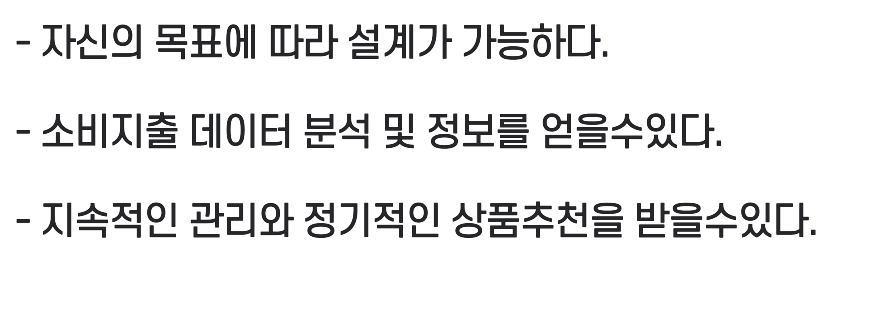 - 자신의 목표에 따라 설계가 가능하다.
- 소비지출 데이터 분석 및 정보를 얻을수있다.
- 지속적인 관리와 정기적인 상품추천을 받을수있다.